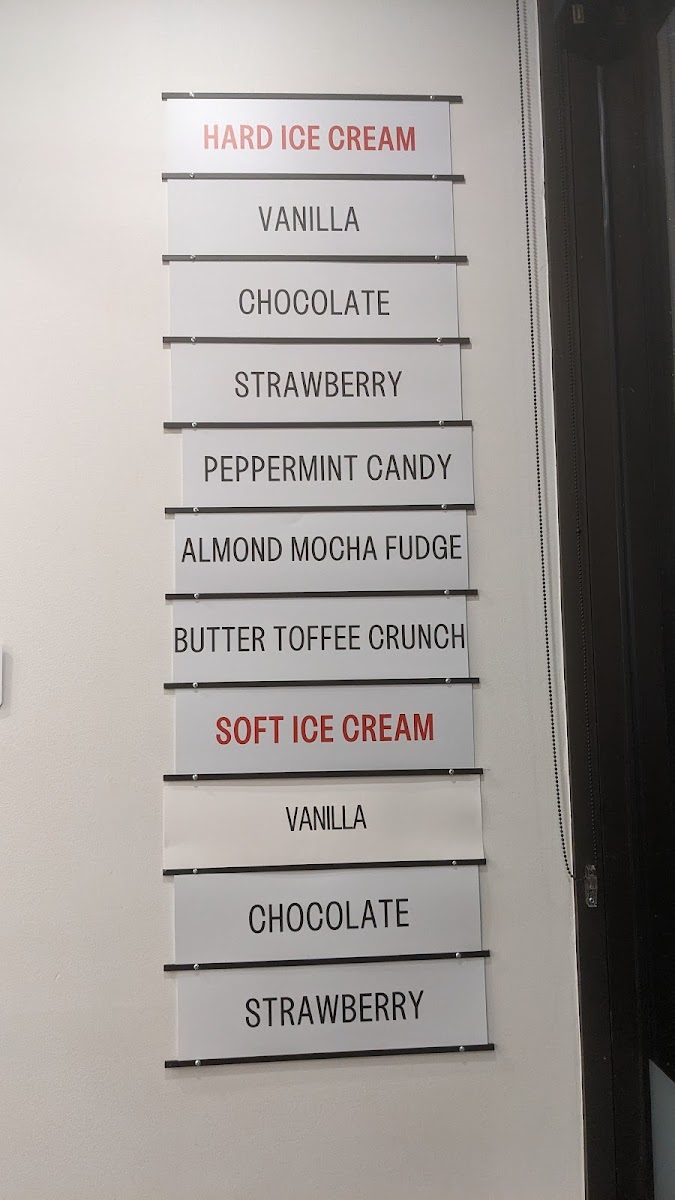 HARD ICE CREAM
VANILLA
CHOCOLATE
STRAWBERRY
PEPPERMINT CANDY
ALMOND MOCHA FUDGE
BUTTER TOFFEE CRUNCH
SOFT ICE CREAM
VANILLA
CHOCOLATE
STRAWBERRY